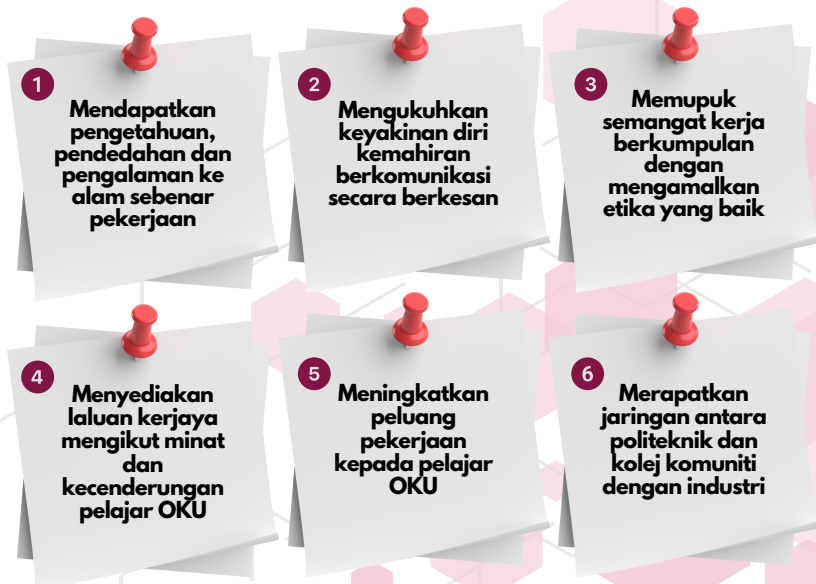 1
Mendapatkan
pengetahuan,
pendedahan dan
pengalaman ke
alam sebenar
pekerjaan
2
Mengukuhkan
keyakinan diri
kemahiran
berkomunikasi
secara berkesan
3
Memupuk
semangat kerja
berkumpulan
dengan
mengamalkan
etika yang baik
4
Menyediakan
laluan kerjaya
mengikut minat
dan
kecenderungan
pelajar OKU
5
Meningkatkan
peluang
pekerjaan
kepada pelajar
OKU
6
Merapatkan
jaringan antara
politeknik dan
kolej komuniti
dengan industri